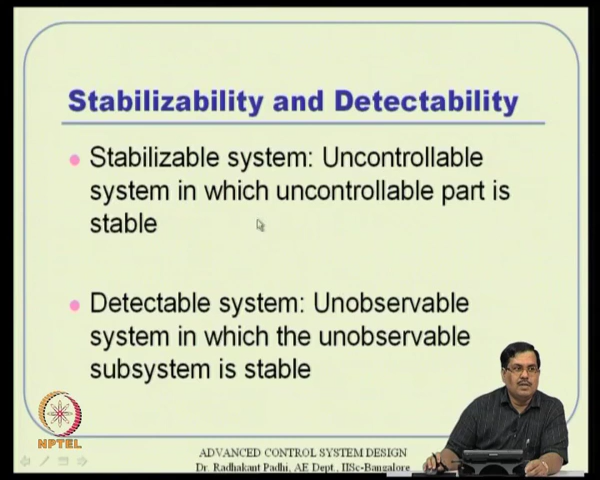 Stabilizability and Detectability
Stabilizable system: Uncontrollable
system in which uncontrollable part is
stable
Detectable system: Unobservable
system in which the unobservable
subsystem is stable
NPTEL
ADVANCED CONTROL SYSTEM DESIGN
Dr. Radhakant Padhi, AE Dept., IISc-Bangalore